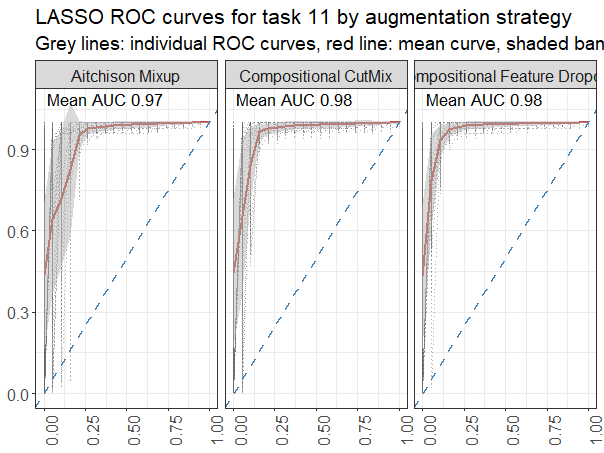 LASSO ROC curves for task 11 by augmentation strategy
Grey lines: individual ROC curves, red line: mean curve, shaded ban
Aitchison Mixup Compositional CutMix ompositional Feature Dropo
Mean AUC 0.97 Mean AUC 0.98 Mean AUC 0.98
0.9
0.6
0.3
0.0
0.00 0.25 0.50 0.75 1.00 0.00 0.25 0.50 0.75 1.00 0.00 0.25 0.50 0.75 1.00